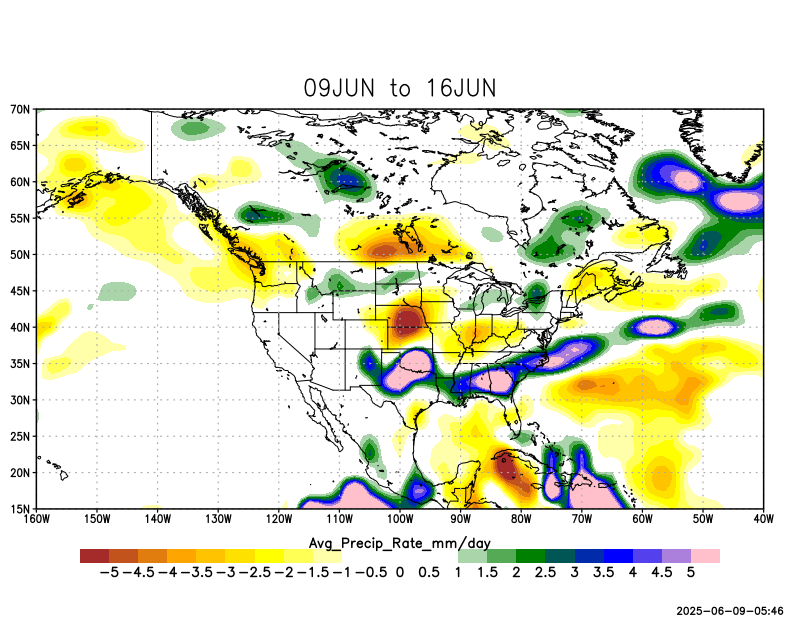 09JUN to 16JUN
70N
65N
60N
55N
50N
45N
40N
35N
30N
25N
20N
15N
160W 150W 140W 130W 120W 110W 100W 90W 80W 70W 60W 50W 40W
Avg_Precip_Rate_mm/day
-5 -4.5 -4 -3.5 -3 -2.5 -2 -1.5 -1 -0.5 0 0.5 1 1.5 2 2.5 3 3.5 4 4.5 5
2025-06-09-05:46